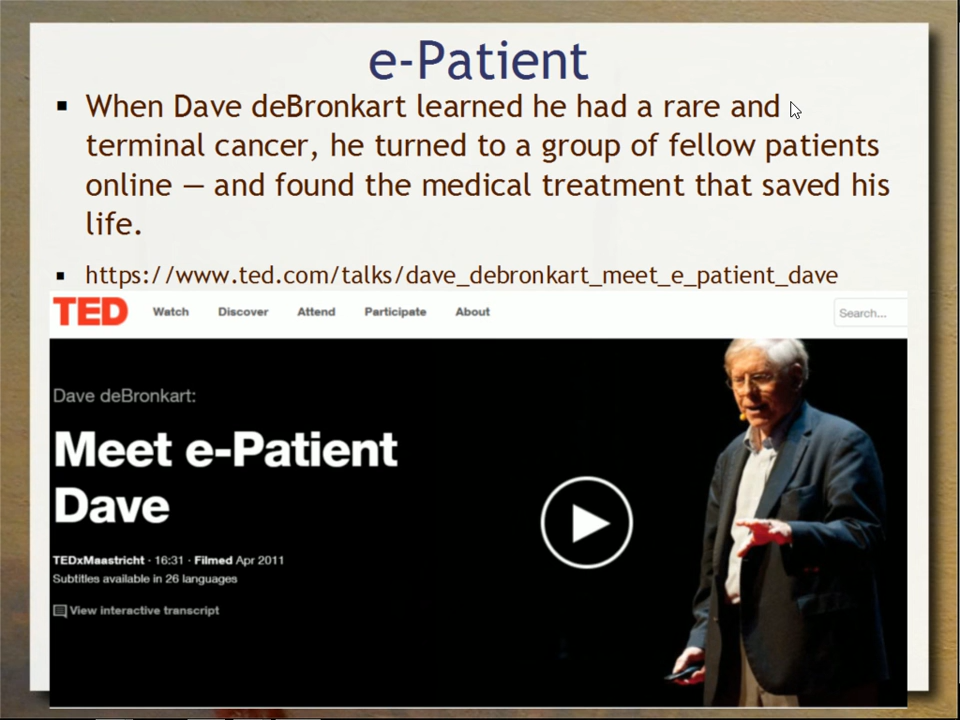 e-Patient
When Dave deBronkart learned he had a rare and
terminal cancer, he turned to a group of fellow patients
online — and found the medical treatment that saved his
life.
https://www.ted.com/talks/dave_debronkart_meet_e_patient_dave
TED Watch Discover Attend Participate About Search...
Dave deBronkart:
Meet e-Patient
Dave
TEDxMaastricht · 16:31 · Filmed Apr 2011
Subtitles available in 26 languages
View interactive transcript